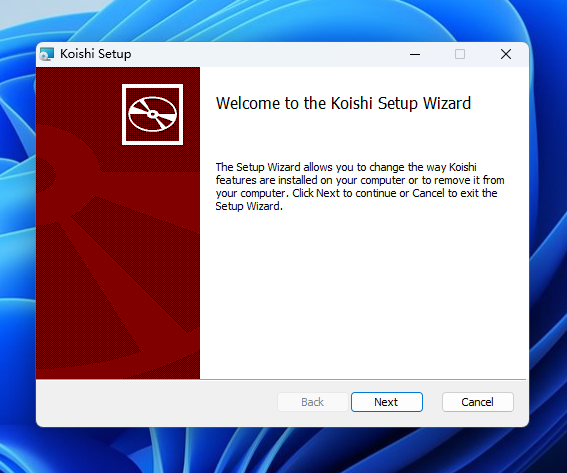 Koishi Setup
Welcome to the Koishi Setup Wizard
The Setup Wizard allows you to change the way Koishi
features are installed on your computer or to remove it from
your computer. Click Next to continue or Cancel to exit the
Setup Wizard.
Back
Next
Cancel